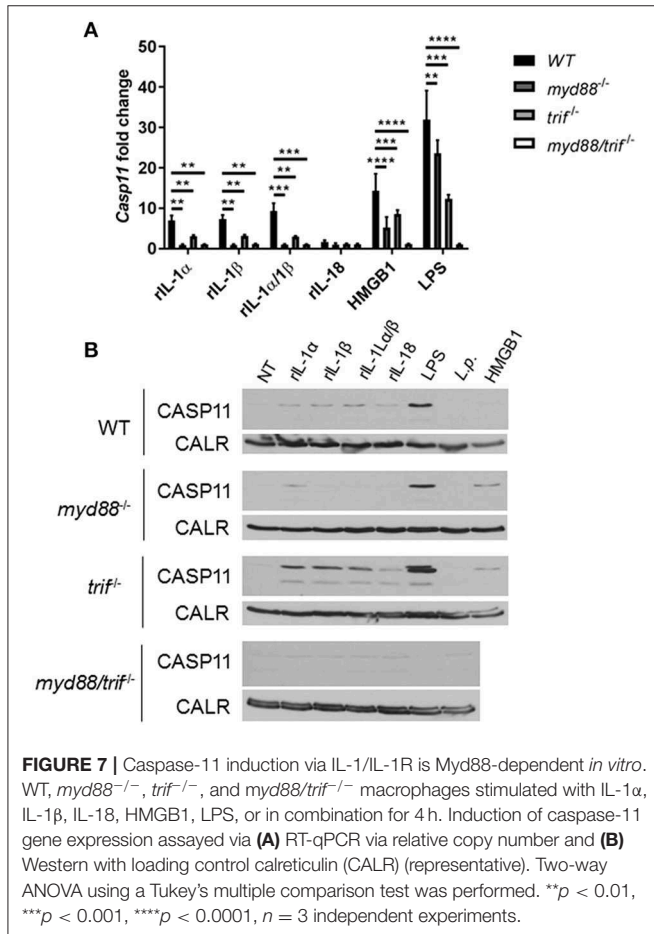 A
Casp11 fold change
50
40
30
20
10
0
** ** **
** ** **
*** ** ***
**** *** ****
** *** ****
rIL-1α
rIL-1β
rIL-1α/1β
rIL-18
HMGB1
LPS
WT
myd88-/-
trif-/-
myd88/trif-/-
B
NT rIL-1α rIL-1β rIL-1Lα/β rIL-18 LPS L.p. HMGB1
WT
CASP11
CALR
myd88-/-
CASP11
CALR
trif-/-
CASP11
CALR
myd88/trif-/-
CASP11
CALR
FIGURE 7 | Caspase-11 induction via IL-1/IL-1R is Myd88-dependent in vitro.
WT, myd88−/−, trif−/−, and myd88/trif−/− macrophages stimulated with IL-1α,
IL-1β, IL-18, HMGB1, LPS, or in combination for 4 h. Induction of caspase-11
gene expression assayed via (A) RT-qPCR via relative copy number and (B)
Western with loading control calreticulin (CALR) (representative). Two-way
ANOVA using a Tukey's multiple comparison test was performed. **p < 0.01,
***p < 0.001, ****p < 0.0001, n = 3 independent experiments.